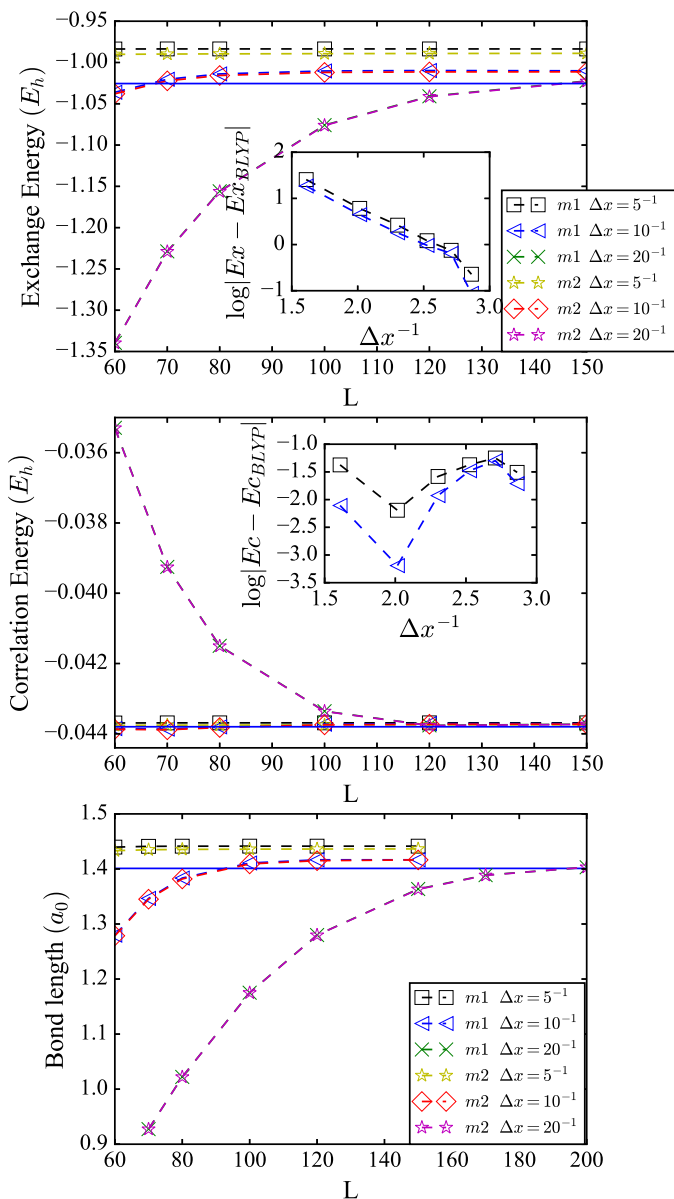 −0.95
−1.00
−1.05
−1.10
−1.15
−1.20
−1.25
−1.30
−1.35
Exchange Energy (E_h)
60 70 80 90 100 110 120 130 140 150
L
2
1
0
−1
log|Ex − Ex_{BLYP}|
1.5 2.0 2.5 3.0
Δx^{−1}
m1 Δx = 5^{−1}
m1 Δx = 10^{−1}
m1 Δx = 20^{−1}
m2 Δx = 5^{−1}
m2 Δx = 10^{−1}
m2 Δx = 20^{−1}
−0.036
−0.038
−0.040
−0.042
−0.044
Correlation Energy (E_h)
60 70 80 90 100 110 120 130 140 150
L
−1.0
−1.5
−2.0
−2.5
−3.0
−3.5
log|Ec − Ec_{BLYP}|
1.5 2.0 2.5 3.0
Δx^{−1}
1.5
1.4
1.3
1.2
1.1
1.0
0.9
Bond length (a_0)
60 80 100 120 140 160 180 200
L
m1 Δx = 5^{−1}
m1 Δx = 10^{−1}
m1 Δx = 20^{−1}
m2 Δx = 5^{−1}
m2 Δx = 10^{−1}
m2 Δx = 20^{−1}